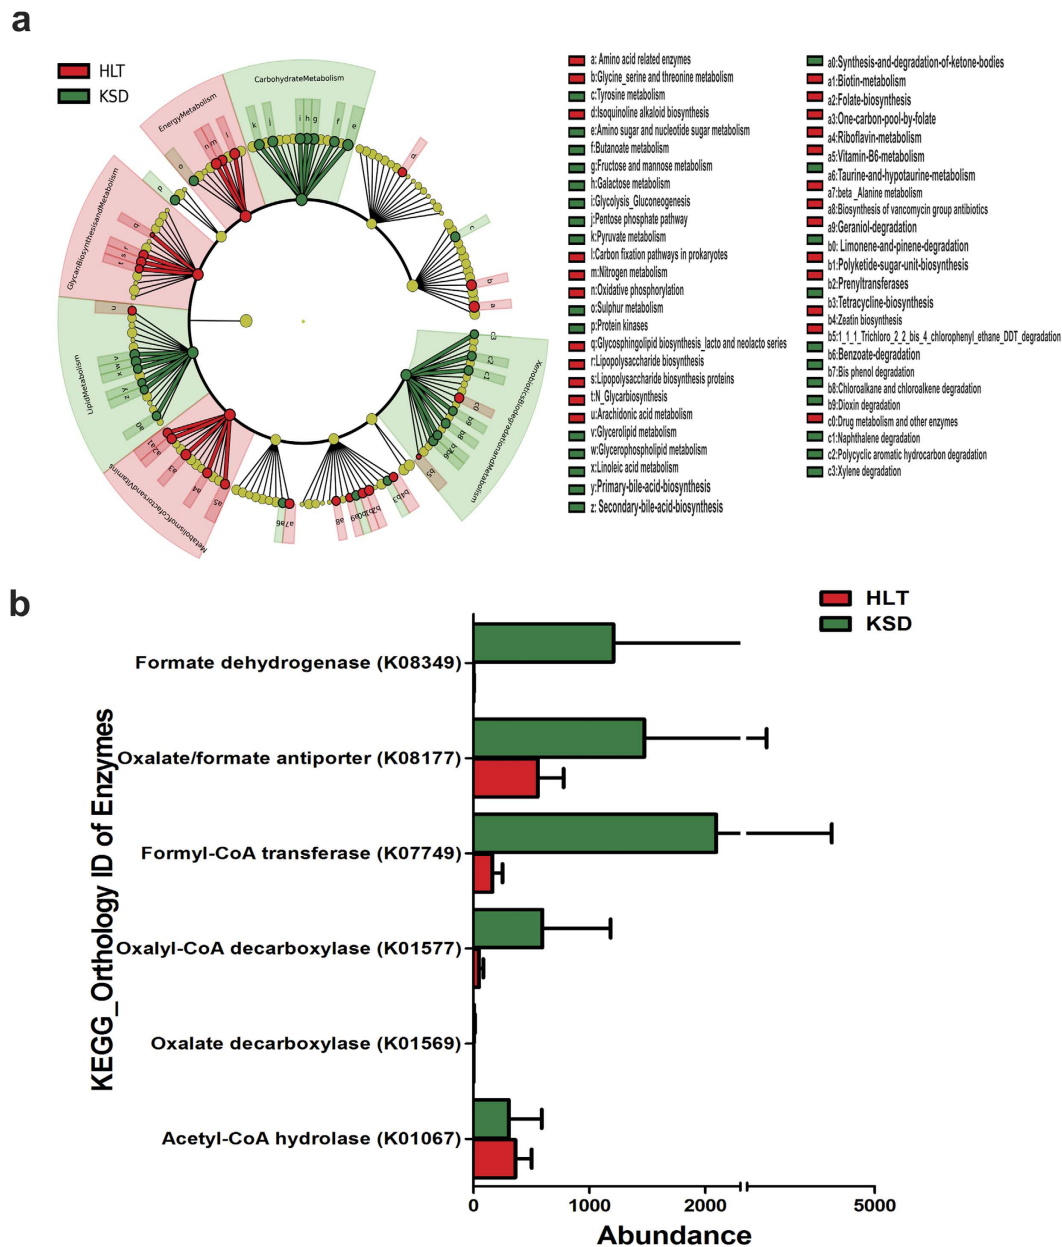 a
HLT
KSD
CarbohydrateMetabolism
EnergyMetabolism
GlycanBiosynthesisandMetabolism
LipidMetabolism
MetabolismofCofactorsandVitamins
XenobioticsBiodegradationandMetabolism
a: Amino acid related enzymes
b:Glycine_serine and threonine metabolism
c:Tyrosine metabolism
d:Isoquinoline alkaloid biosynthesis
e:Amino sugar and nucleotide sugar metabolism
f:Butanoate metabolism
g:Fructose and mannose metabolism
h:Galactose metabolism
i:Glycolysis_Gluconeogenesis
j:Pentose phosphate pathway
k:Pyruvate metabolism
l:Carbon fixation pathways in prokaryotes
m:Nitrogen metabolism
n:Oxidative phosphorylation
o:Sulphur metabolism
p:Protein kinases
q:Glycosphingolipid biosynthesis_lacto and neolacto series
r:Lipopolysaccharide biosynthesis
s:Lipopolysaccharide biosynthesis proteins
t:N_Glycarbiosynthesis
u:Arachidonic acid metabolism
v:Glycerolipid metabolism
w:Glycerophospholipid metabolism
x:Linoleic acid metabolism
y:Primary-bile-acid-biosynthesis
z: Secondary-bile-acid-biosynthesis
a0:Synthesis-and-degradation-of-ketone-bodies
a1:Biotin-metabolism
a2:Folate-biosynthesis
a3:One-carbon-pool-by-folate
a4:Riboflavin-metabolism
a5:Vitamin-B6-metabolism
a6:Taurine-and-hypotaurine-metabolism
a7:beta_Alanine metabolism
a8:Biosynthesis of vancomycin group antibiotics
a9:Geraniol-degradation
b0: Limonene-and-pinene-degradation
b1:Polyketide-sugar-unit-biosynthesis
b2:Prenyltransferases
b3:Tetracycline-biosynthesis
b4:Zeatin biosynthesis
b5:1_1_1_Trichloro_2_2_bis_4_chlorophenyl_ethane_DDT_degradation
b6:Benzoate-degradation
b7:Bis phenol degradation
b8:Chloroalkane and chloroalkene degradation
b9:Dioxin degradation
c0:Drug metabolism and other enzymes
c1:Naphthalene degradation
c2:Polycyclic aromatic hydrocarbon degradation
c3:Xylene degradation
b
HLT
KSD
KEGG_Orthology ID of Enzymes
Formate dehydrogenase (K08349)
Oxalate/formate antiporter (K08177)
Formyl-CoA transferase (K07749)
Oxalyl-CoA decarboxylase (K01577)
Oxalate decarboxylase (K01569)
Acetyl-CoA hydrolase (K01067)
0 1000 2000 5000
Abundance